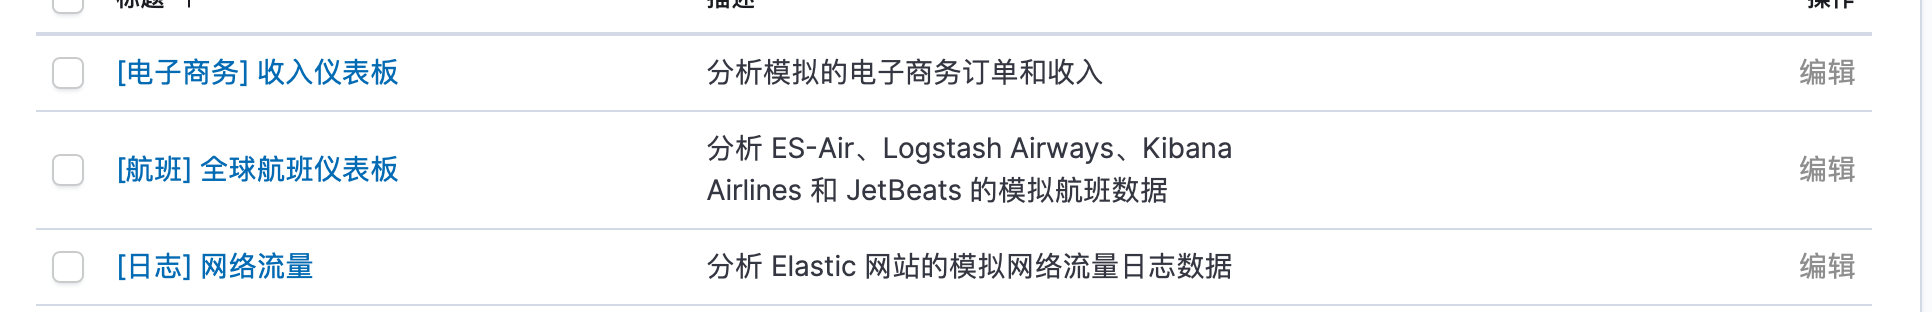 标题 ↑
描述
操作
[电子商务] 收入仪表板
分析模拟的电子商务订单和收入
编辑
[航班] 全球航班仪表板
分析 ES-Air、Logstash Airways、Kibana
Airlines 和 JetBeats 的模拟航班数据
编辑
[日志] 网络流量
分析 Elastic 网站的模拟网络流量日志数据
编辑